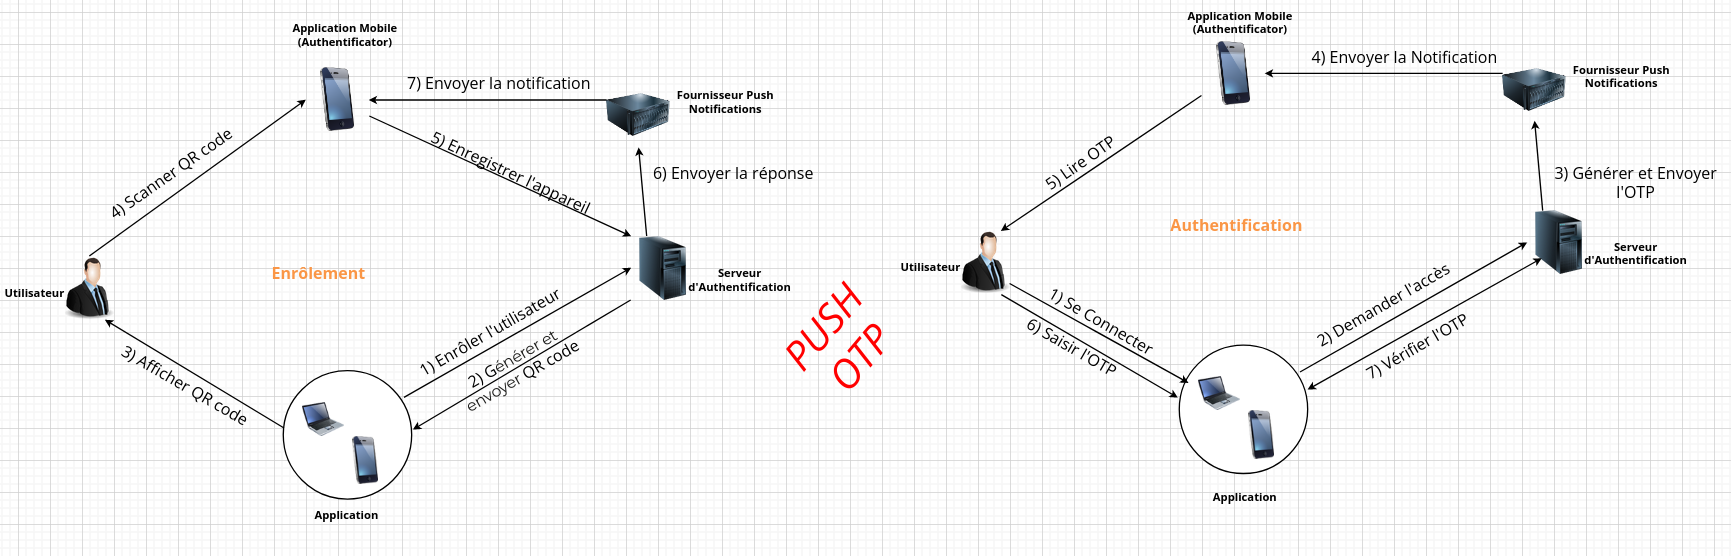 Application Mobile
(Authentificator)
7) Envoyer la notification
Fournisseur Push
Notifications
4) Scanner QR code
5) Enregistrer l'appareil
6) Envoyer la réponse
Enrôlement
Utilisateur
Serveur
d'Authentification
1) Enrôler l'utilisateur
2) Générer et
envoyer QR code
3) Afficher QR code
Application
PUSH
OTP
Application Mobile
(Authentificator)
4) Envoyer la Notification
Fournisseur Push
Notifications
5) Lire OTP
3) Générer et Envoyer
l'OTP
Authentification
Utilisateur
Serveur
d'Authentification
1) Se Connecter
6) Saisir l'OTP
2) Demander l'accès
7) Vérifier l'OTP
Application